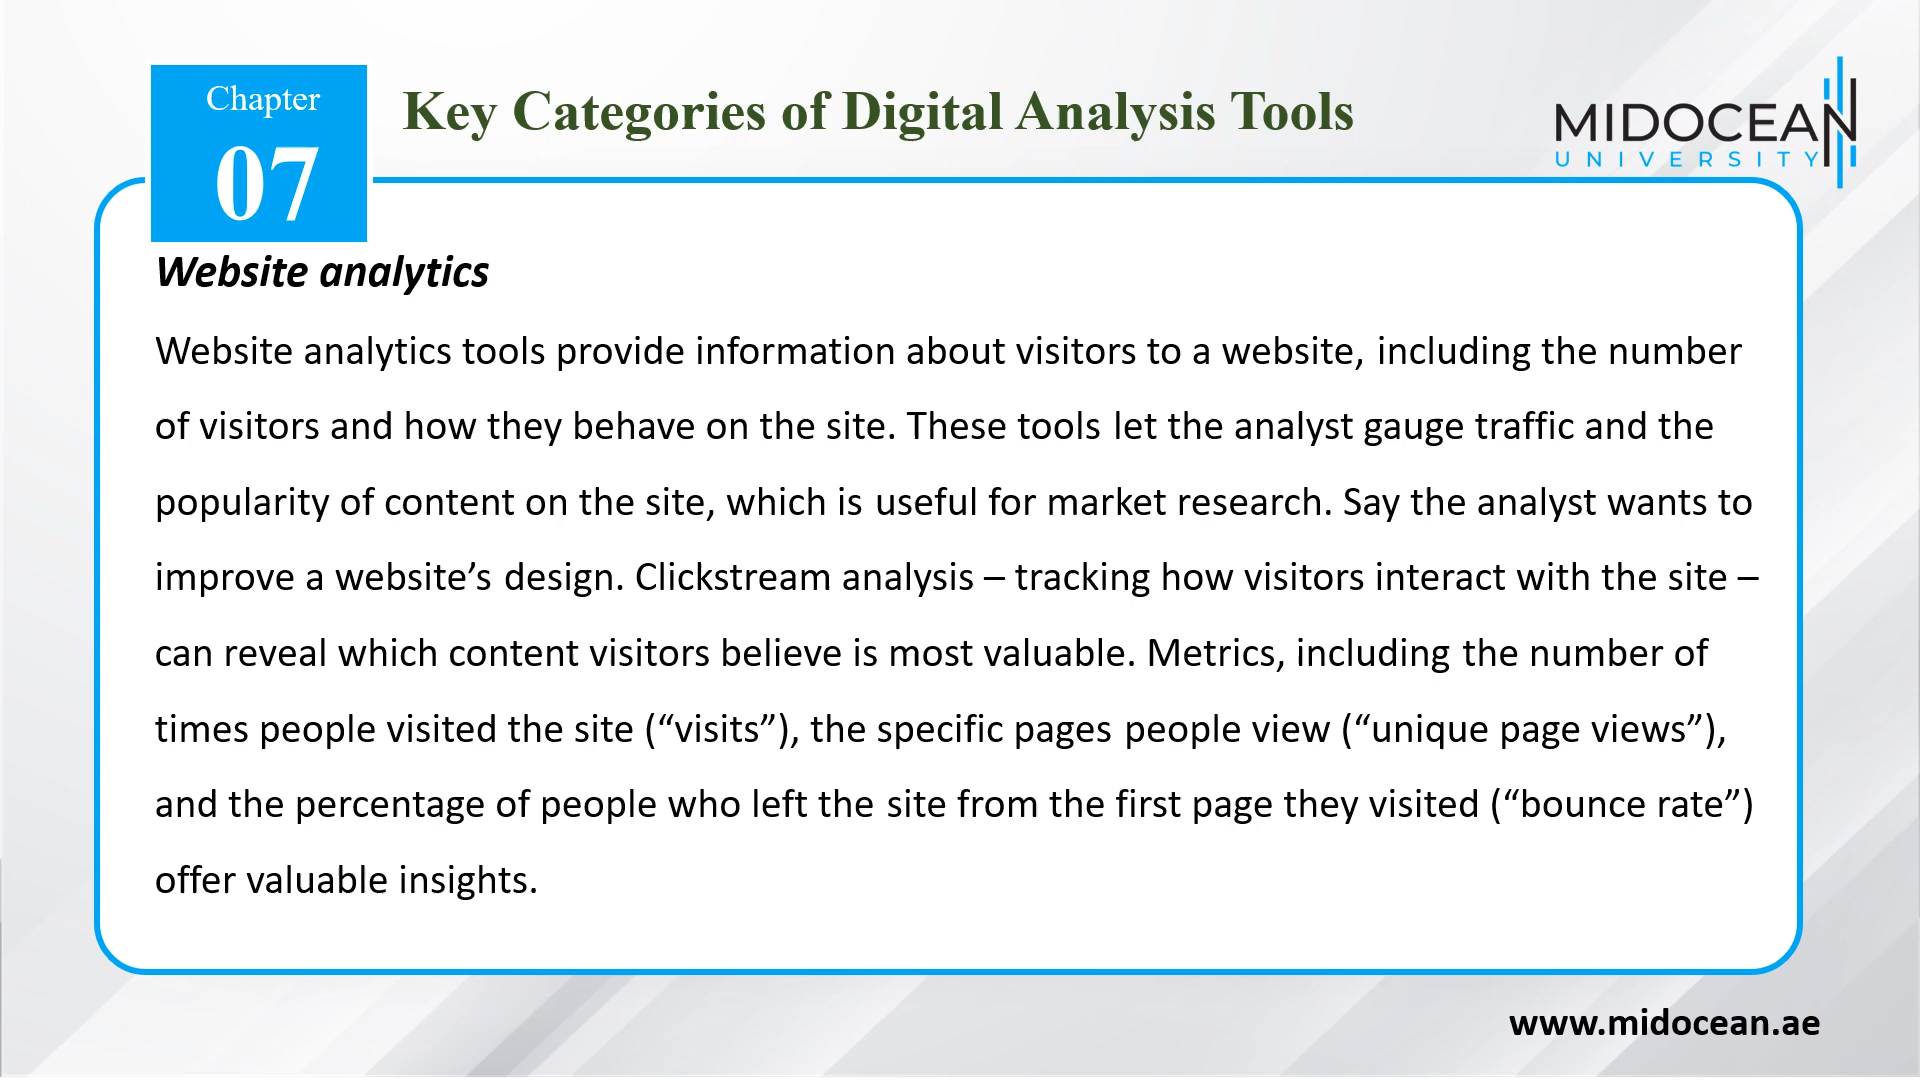 Chapter
07
Key Categories of Digital Analysis Tools
MIDOCEAN
UNIVERSITY
Website analytics
Website analytics tools provide information about visitors to a website, including the number
of visitors and how they behave on the site. These tools let the analyst gauge traffic and the
popularity of content on the site, which is useful for market research. Say the analyst wants to
improve a website’s design. Clickstream analysis – tracking how visitors interact with the site –
can reveal which content visitors believe is most valuable. Metrics, including the number of
times people visited the site (“visits”), the specific pages people view (“unique page views”),
and the percentage of people who left the site from the first page they visited (“bounce rate”)
offer valuable insights.
www.midocean.ae